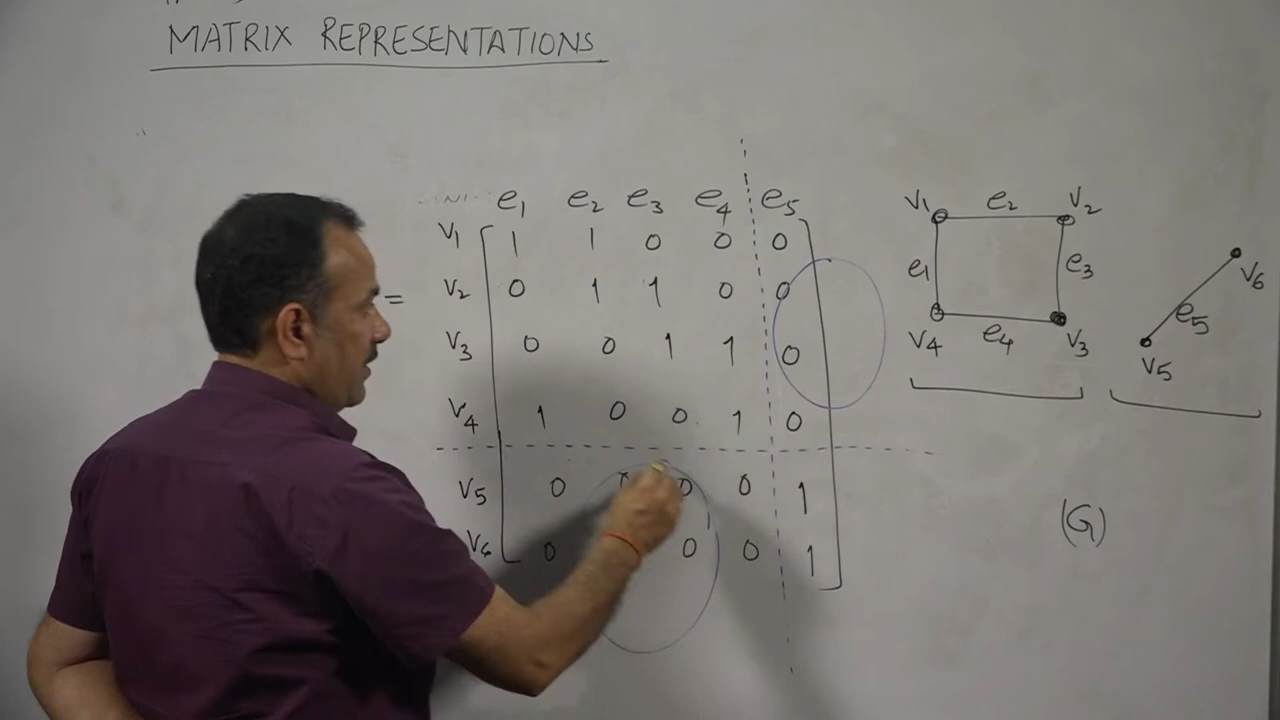 MATRIX REPRESENTATIONS
e1 e2 e3 e4 e5
v1 1 1 0 0 0
= v2 0 1 1 0 0
v3 0 0 1 1 0
v4 1 0 0 1 0
v5 0 0 0 0 1
v6 0 0 0 1
v1 e2 v2
e1 e3
v4 e4 v3
v6
e5
v5
(G)